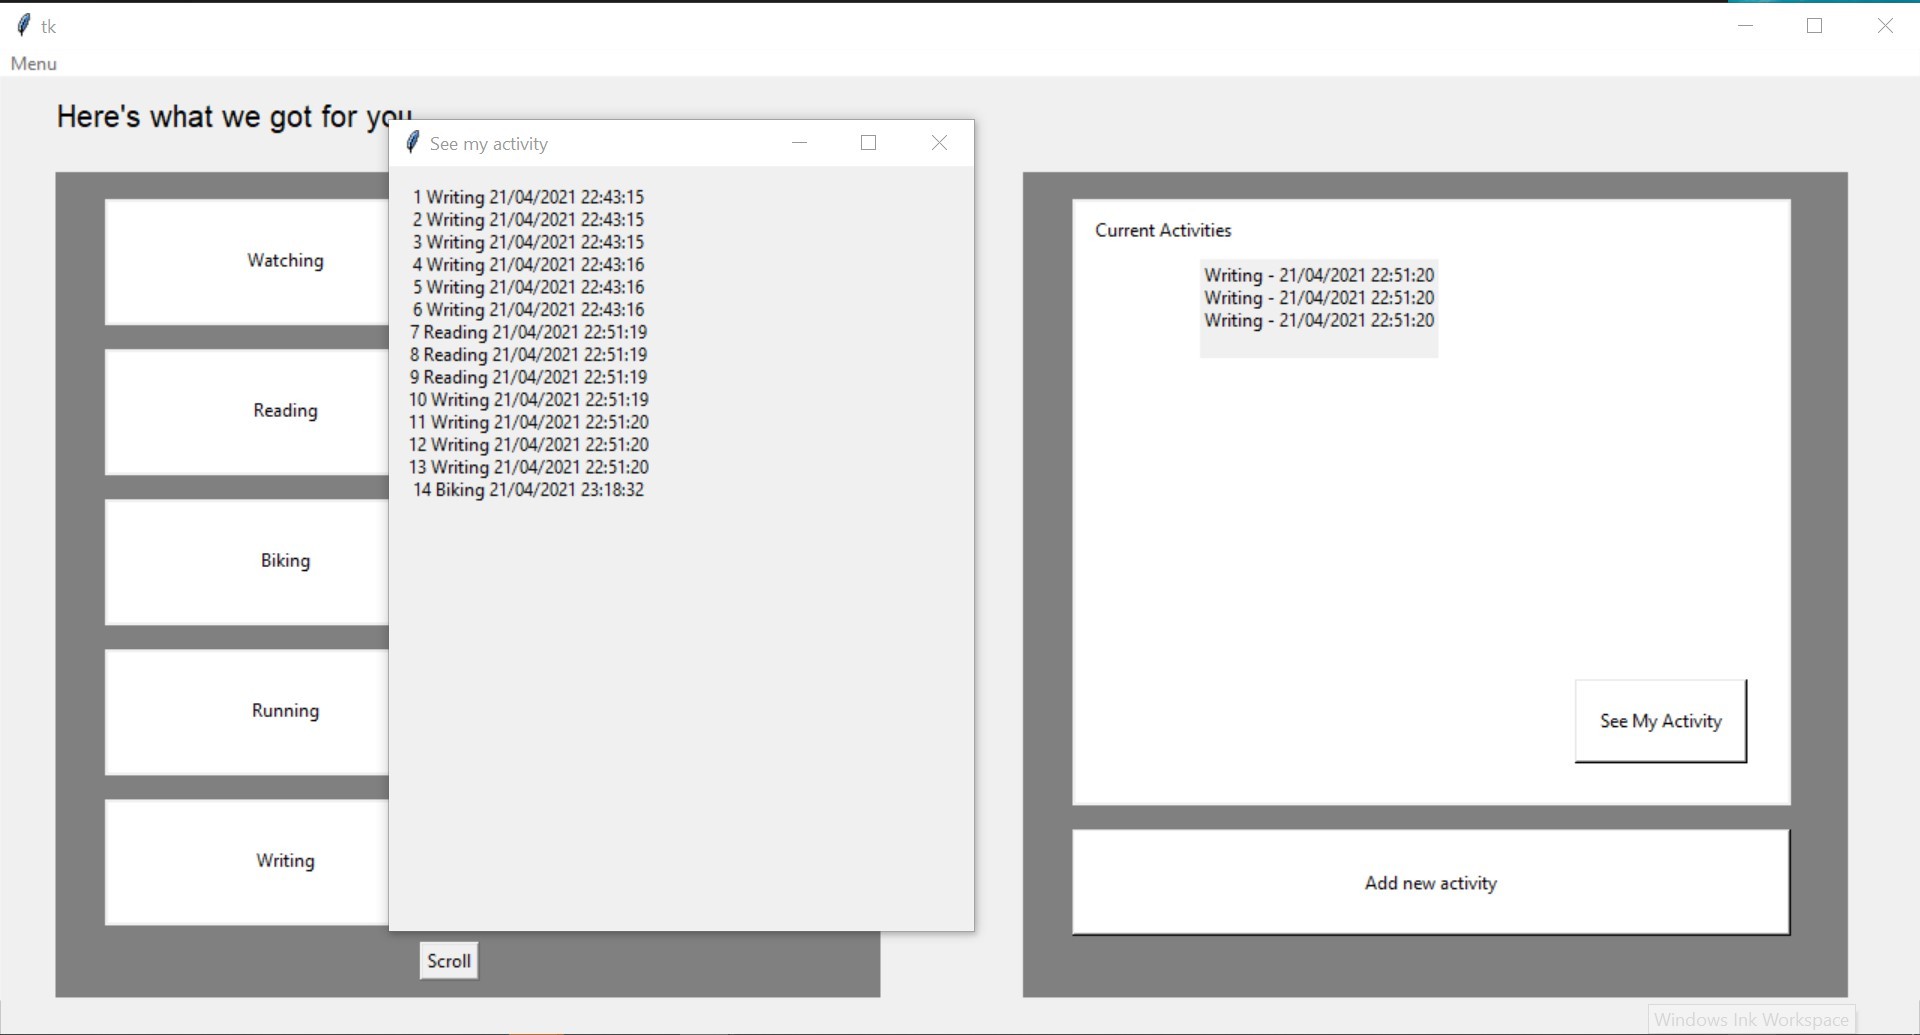 tk
Menu
Here's what we got for you
See my activity
1 Writing 21/04/2021 22:43:15
2 Writing 21/04/2021 22:43:15
3 Writing 21/04/2021 22:43:15
4 Writing 21/04/2021 22:43:16
5 Writing 21/04/2021 22:43:16
6 Writing 21/04/2021 22:43:16
7 Reading 21/04/2021 22:51:19
8 Reading 21/04/2021 22:51:19
9 Reading 21/04/2021 22:51:19
10 Writing 21/04/2021 22:51:19
11 Writing 21/04/2021 22:51:20
12 Writing 21/04/2021 22:51:20
13 Writing 21/04/2021 22:51:20
14 Biking 21/04/2021 23:18:32
Watching
Reading
Biking
Running
Writing
Scroll
Current Activities
Writing - 21/04/2021 22:51:20
Writing - 21/04/2021 22:51:20
Writing - 21/04/2021 22:51:20
See My Activity
Add new activity
Windows Ink Workspace